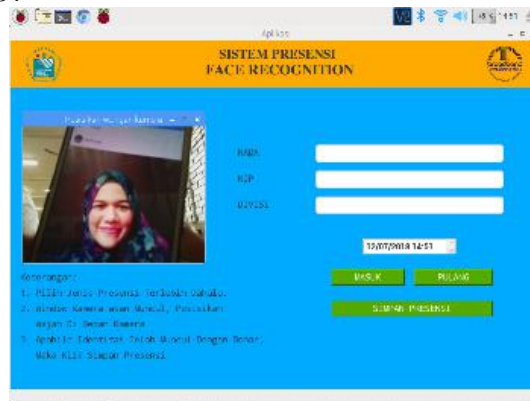 Aplikasi
SISTEM PRESENSI
FACE RECOGNITION
NAMA
NIP
DIVISI
12/07/2018 14:51
MASUK PULANG
SIMPAN PRESENSI
Keterangan:
1. Pilih Jenis Presensi Terlebih Dahulu.
2. Window Kamera akan Muncul, Posisikan
Wajah Di Depan Kamera
3. Apabila Identitas Telah Muncul Dengan Benar,
Maka Klik Simpan Presensi